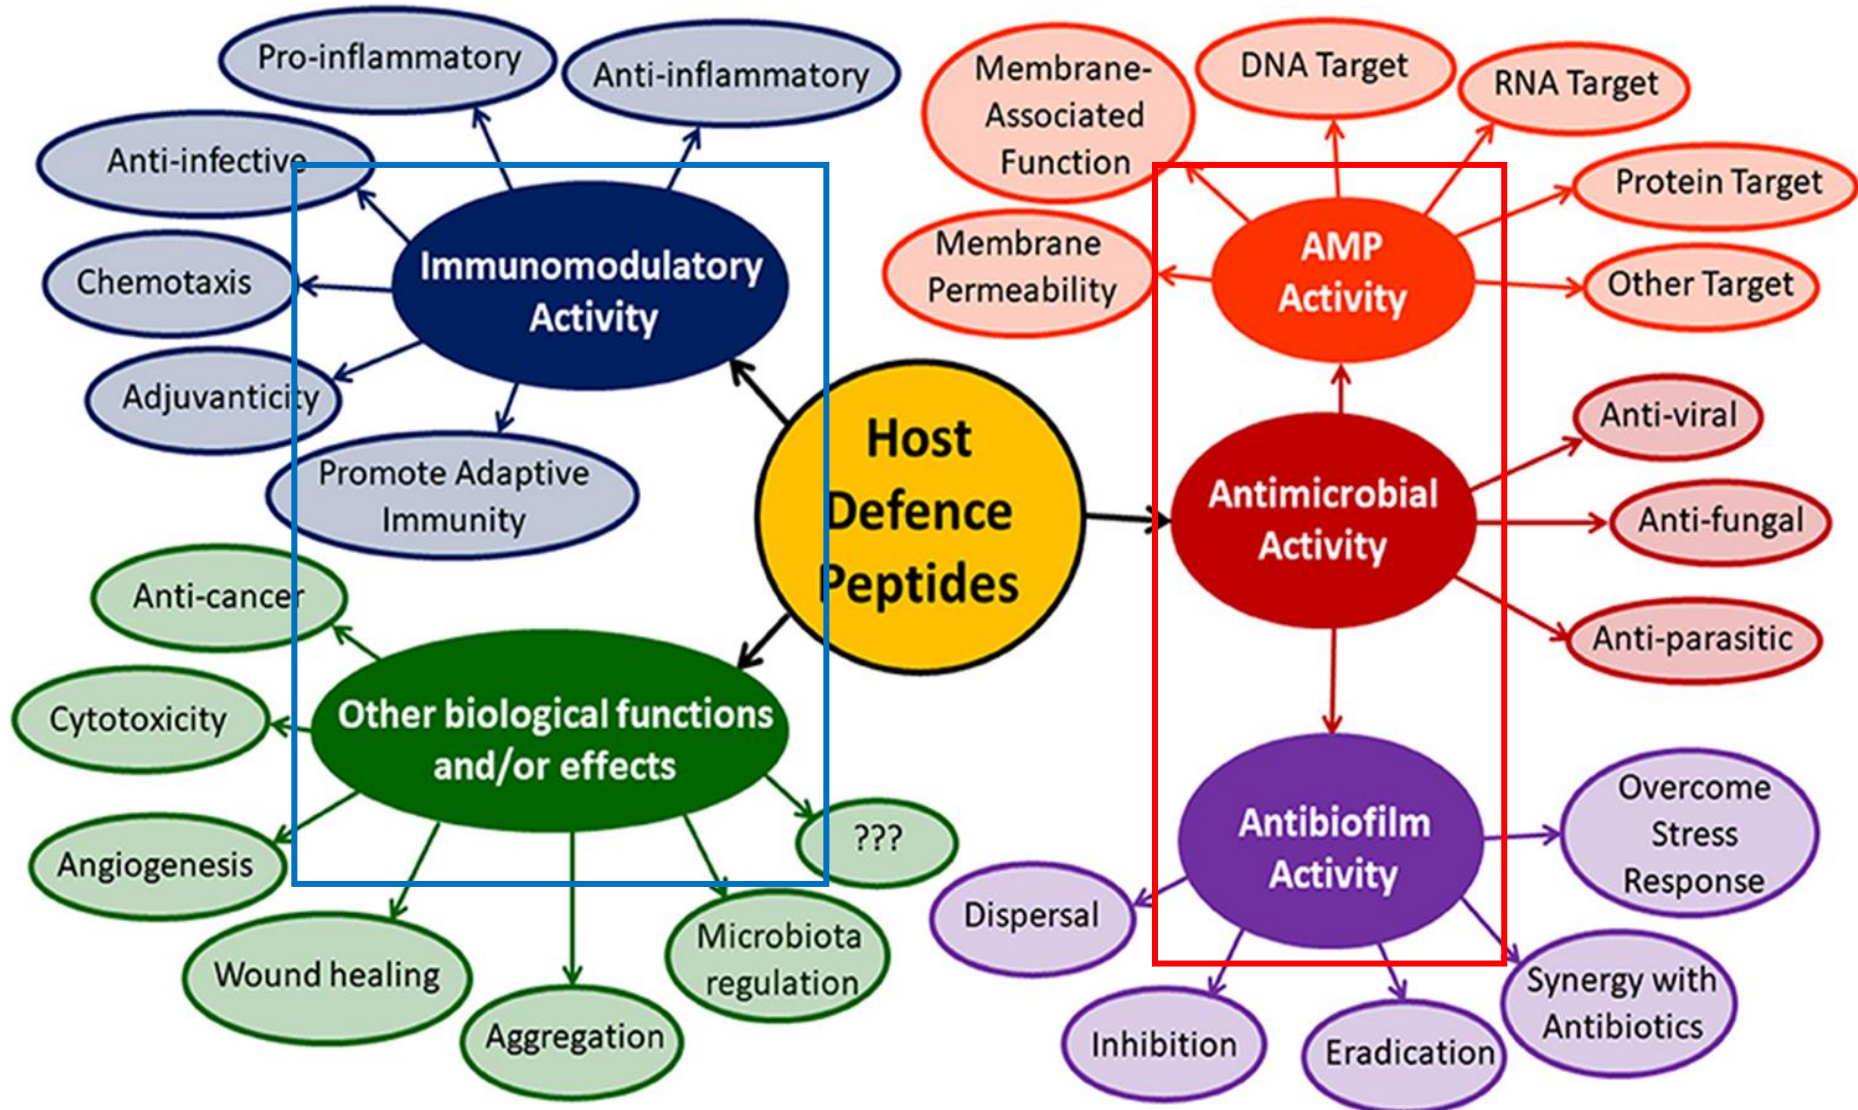 Pro-inflammatory
Anti-inflammatory
Anti-infective
Chemotaxis
Adjuvanticity
Promote Adaptive
Immunity
Immunomodulatory
Activity
Membrane-
Associated
Function
DNA Target
RNA Target
Protein Target
Other Target
Membrane
Permeability
AMP
Activity
Host
Defence
Peptides
Antimicrobial
Activity
Anti-viral
Anti-fungal
Anti-parasitic
Anti-cancer
Cytotoxicity
Angiogenesis
Wound healing
Aggregation
Microbiota
regulation
???
Other biological functions
and/or effects
Antibiofilm
Activity
Overcome
Stress
Response
Dispersal
Inhibition
Eradication
Synergy with
Antibiotics